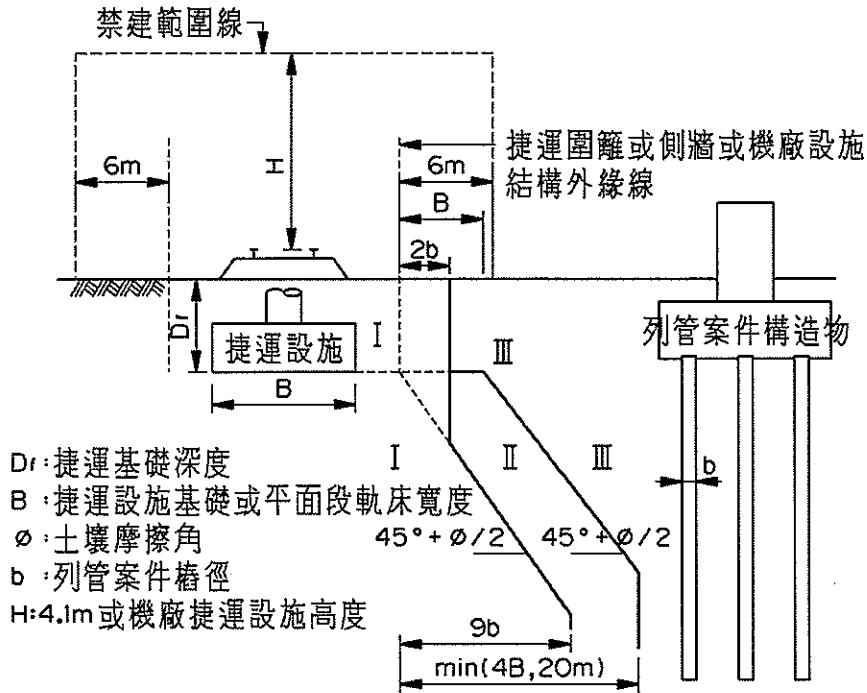 禁建範圍線
6m
H
捷運圍籬或側牆或機廠設施
結構外緣線
6m
B
2b
Dr
捷運設施
I
B
III
列管案件構造物
I
II
III
b
Dr:捷運基礎深度
B:捷運設施基礎或平面段軌床寬度
ø:土壤摩擦角
b:列管案件樁徑
H:4.1m或機廠捷運設施高度
45°+ø/2
45°+ø/2
9b
min(4B,20m)